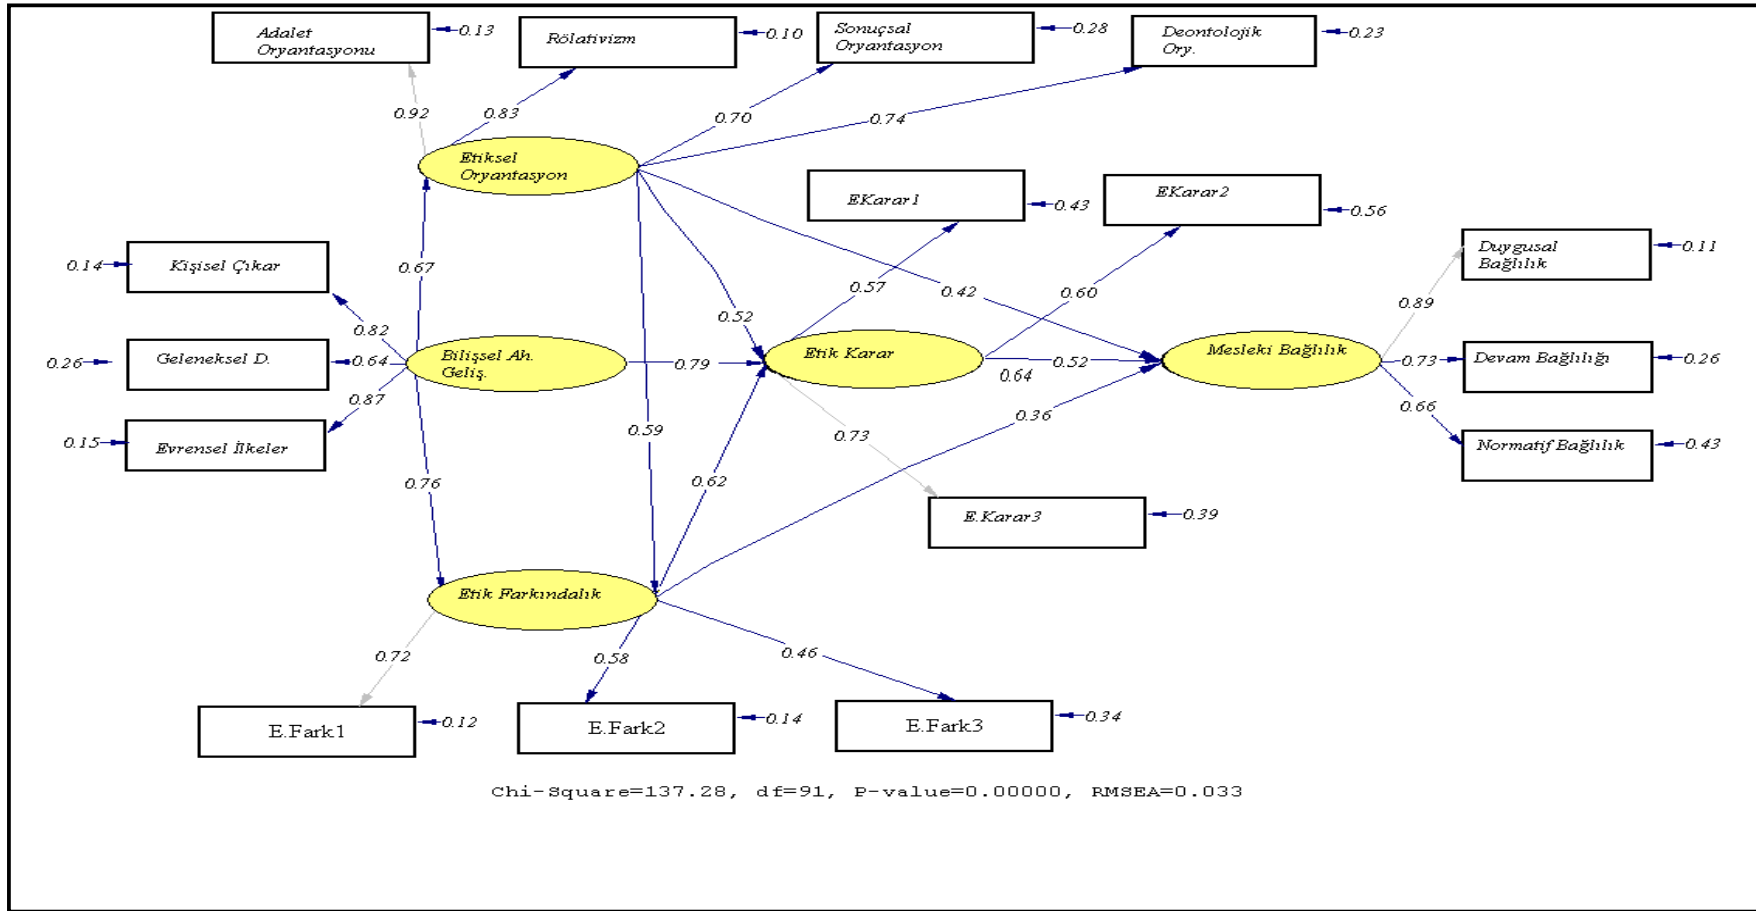 Adalet
Oryantasyonu
0.13
Rölativizm
0.10
Sonuçsal
Oryantasyon
0.28
Deontolojik
Ory.
0.23
0.92
0.83
0.70
0.74
Etiksel
Oryantasyon
EKarar1
0.43
EKarar2
0.56
Duygusal
Bağlılık
0.11
0.14
Kişisel Çıkar
0.67
0.57
0.42
0.60
0.89
0.82
0.52
0.26
Geleneksel D.
0.64
Bilişsel Ah.
Geliş.
0.79
Etik Karar
0.52
0.64
Mesleki Bağlılık
0.73
Devam Bağlılığı
0.26
0.87
0.36
0.66
0.15
Evrensel İlkeler
0.59
0.73
Normatif Bağlılık
0.43
0.76
0.62
E.Karar3
0.39
Etik Farkındalık
0.72
0.58
0.46
E.Fark1
0.12
E.Fark2
0.14
E.Fark3
0.34
Chi-Square=137.28, df=91, P-value=0.00000, RMSEA=0.033